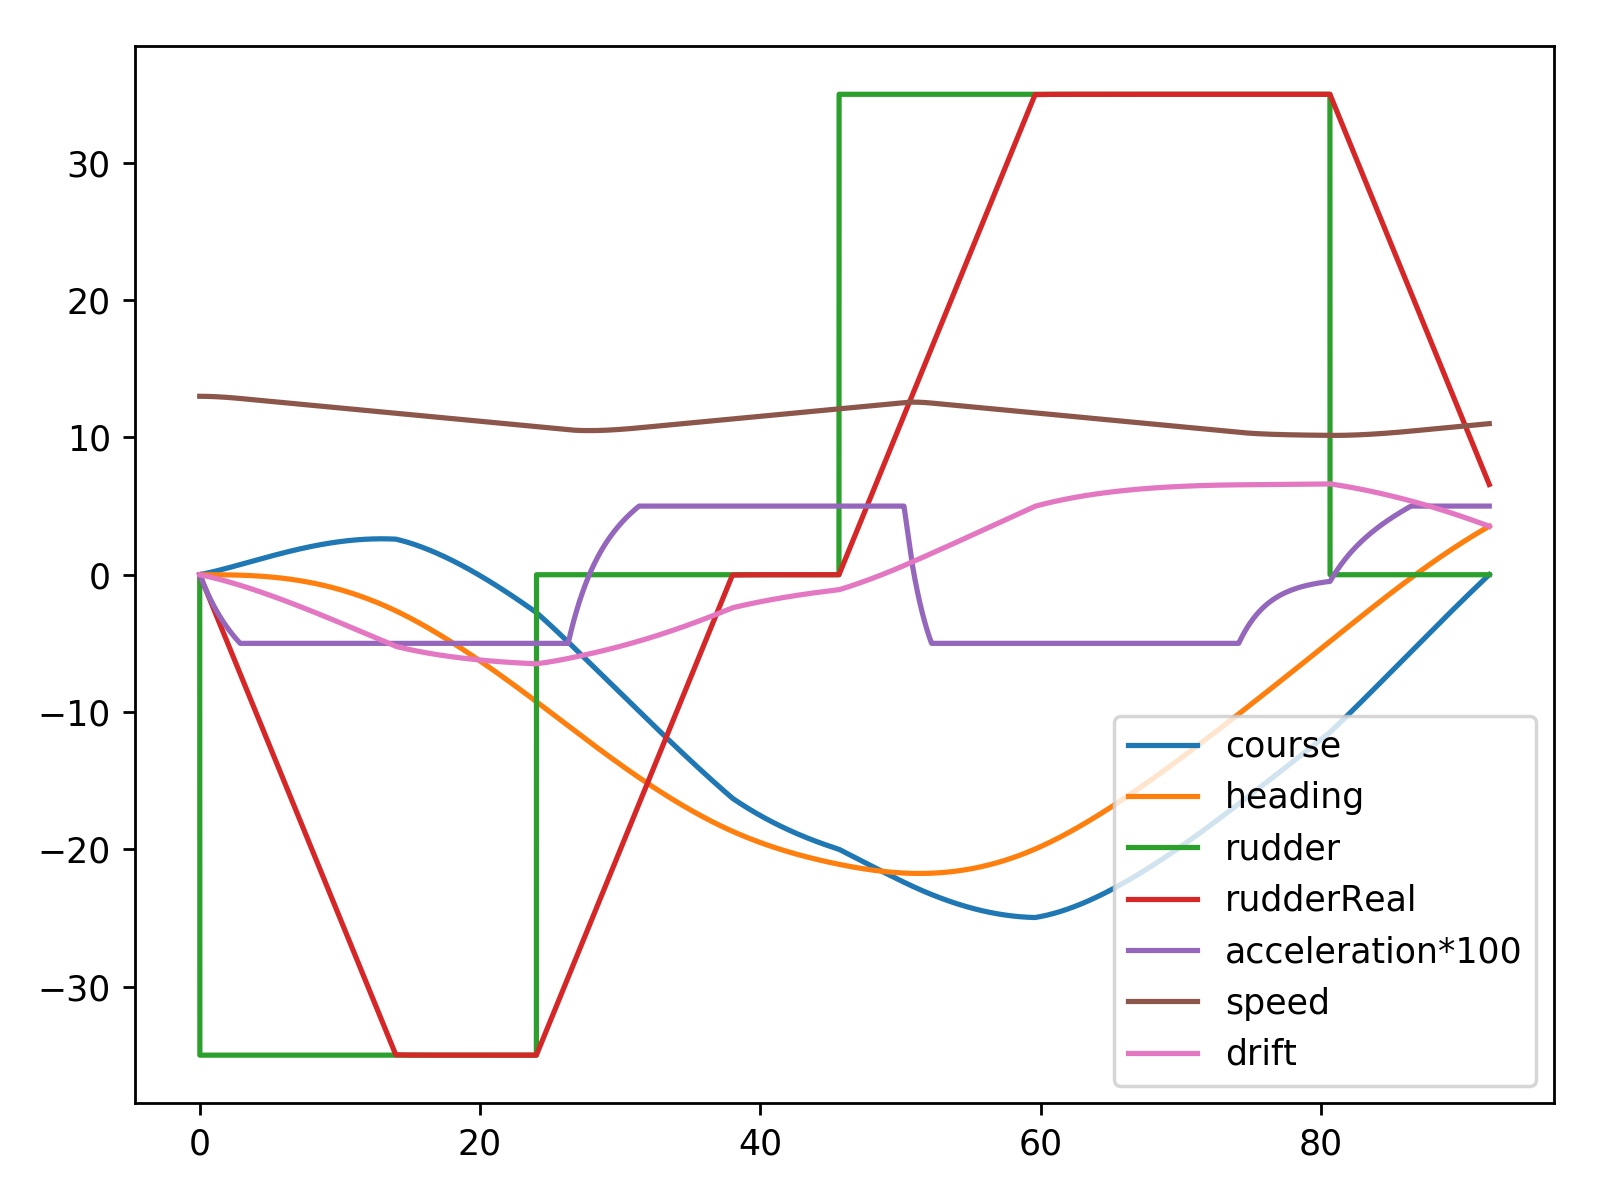 30
20
10
0
−10
−20
−30
0 20 40 60 80
course
heading
rudder
rudderReal
acceleration*100
speed
drift